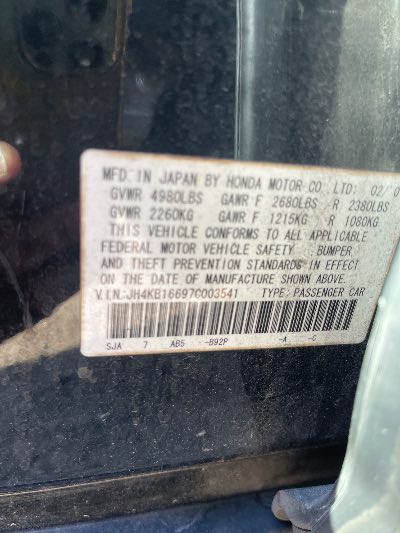 MFD. IN JAPAN BY HONDA MOTOR CO. LTD: 02/0
GVWR 4980LBS GAWR F 2680LBS R 2380LBS
GVWR 2260KG GAWR F 1215KG R 1080KG
THIS VEHICLE CONFORMS TO ALL APPLICABLE
FEDERAL MOTOR VEHICLE SAFETY, BUMPER,
AND THEFT PREVENTION STANDARDS IN EFFECT
ON THE DATE OF MANUFACTURE SHOWN ABOVE.
V.I.N:JH4KB16697C003541 TYPE: PASSENGER CAR
SJA 7 AB5 -B92P -A -C